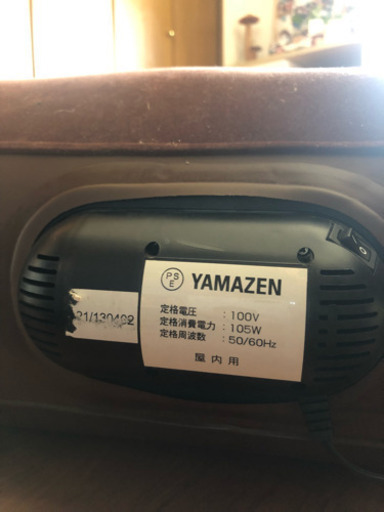 PSE YAMAZEN
定格電圧 : 100V
定格消費電力 : 105W
定格周波数 : 50/60Hz
屋内用